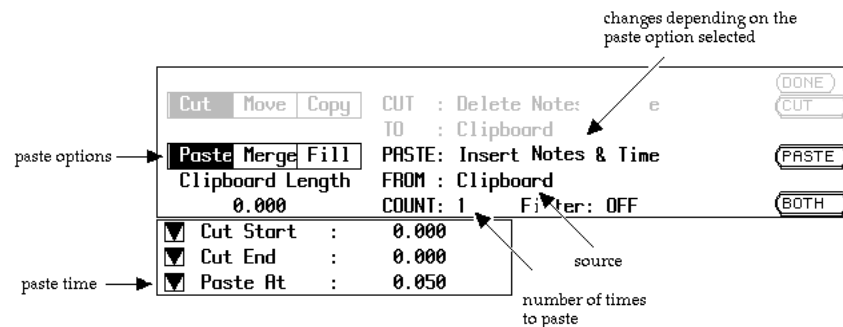 changes depending on the
paste option selected
DONE
Cut Move Copy CUT : Delete Notes e CUT
TO : Clipboard
paste options Paste Merge Fill PASTE: Insert Notes & Time PASTE
Clipboard Length FROM : Clipboard
0.000 COUNT: 1 Filter: OFF BOTH
Cut Start : 0.000
Cut End : 0.000
source
paste time Paste At : 0.050
number of times
to paste